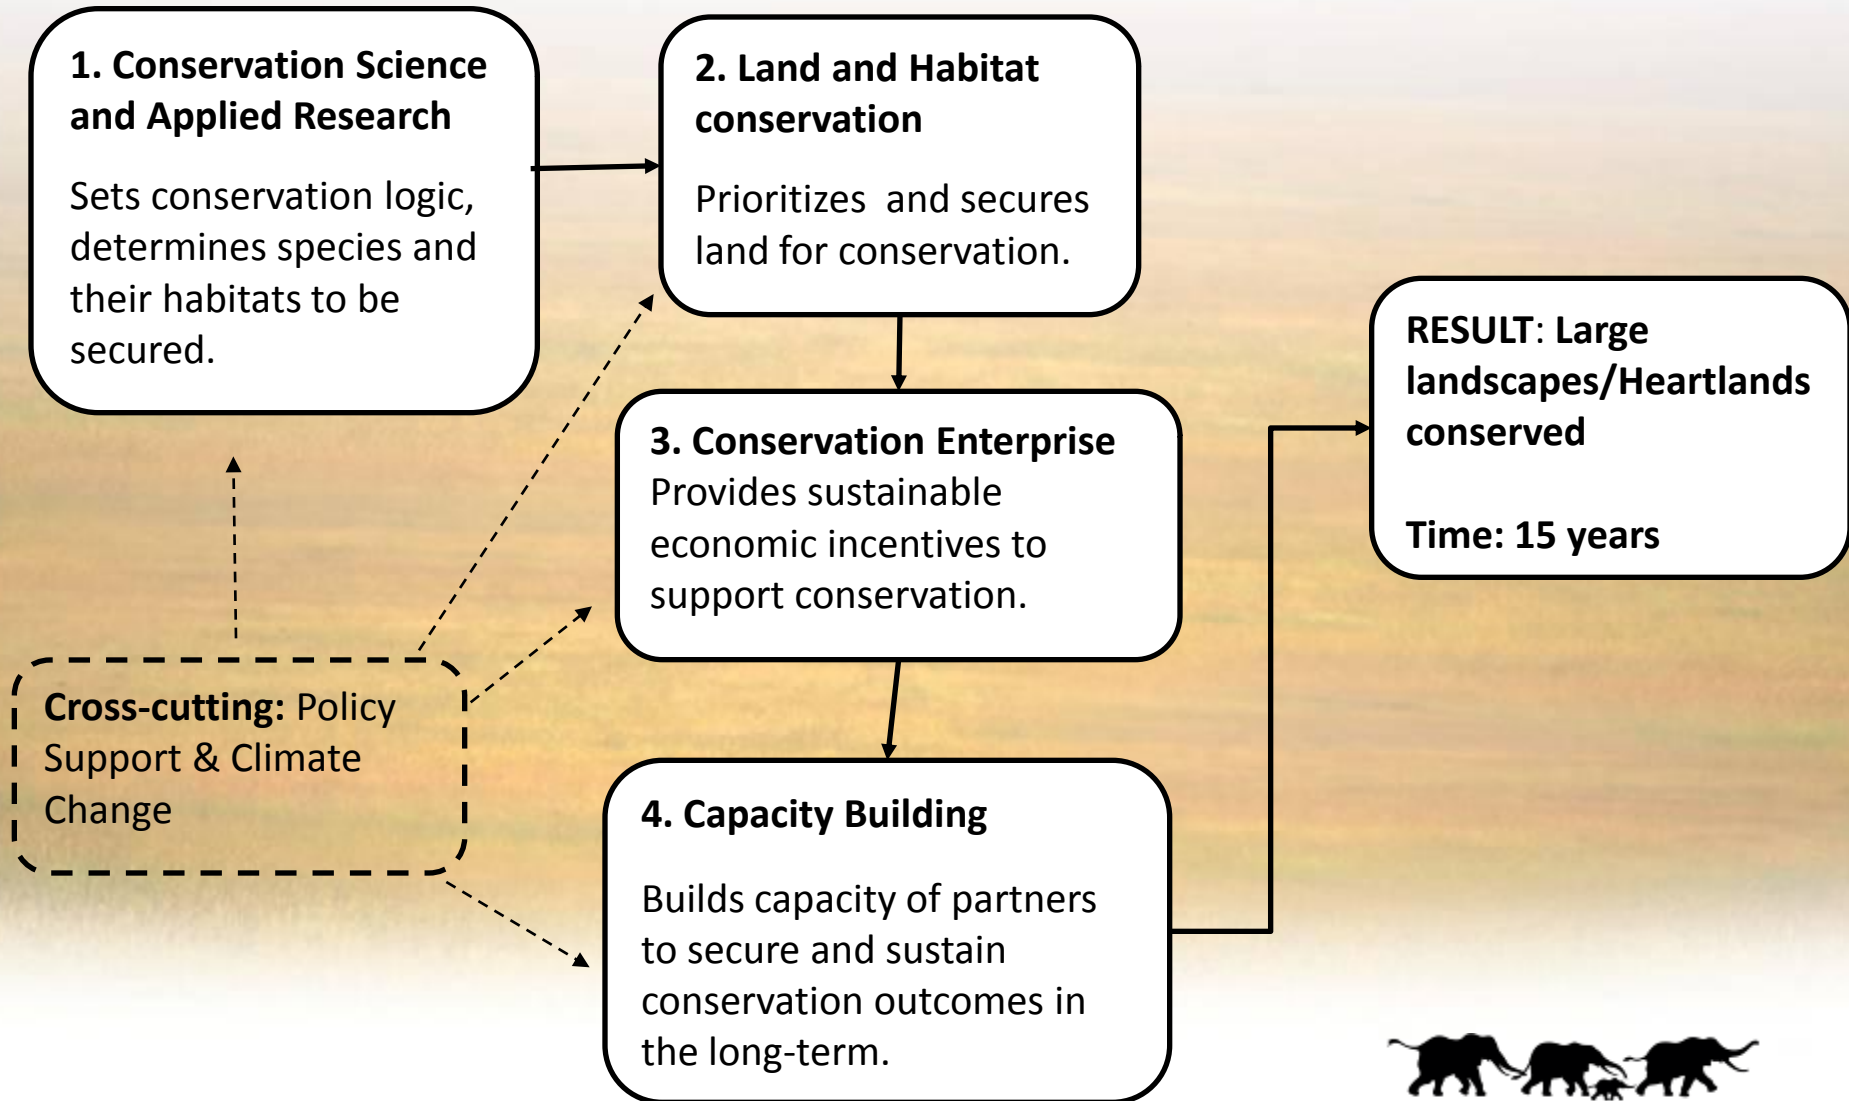 1. Conservation Science
and Applied Research
Sets conservation logic,
determines species and
their habitats to be
secured.
2. Land and Habitat
conservation
Prioritizes and secures
land for conservation.
3. Conservation Enterprise
Provides sustainable
economic incentives to
support conservation.
4. Capacity Building
Builds capacity of partners
to secure and sustain
conservation outcomes in
the long-term.
Cross-cutting: Policy
Support & Climate
Change
RESULT: Large
landscapes/Heartlands
conserved
Time: 15 years